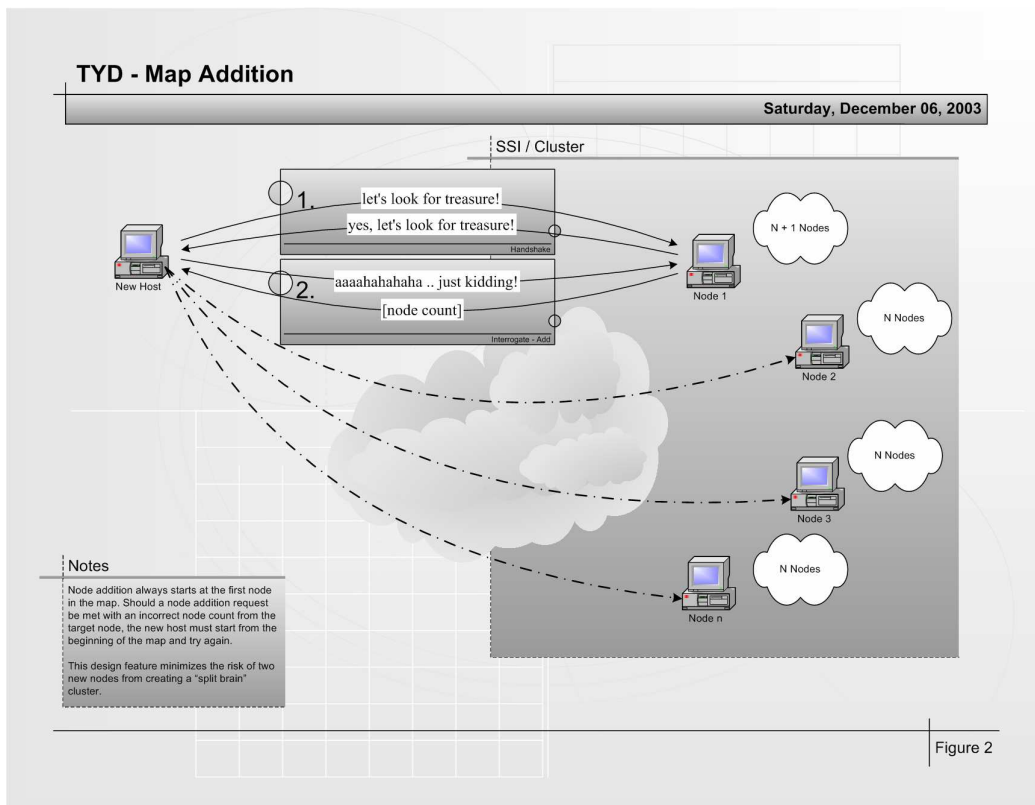 TYD - Map Addition
Saturday, December 06, 2003
SSI / Cluster
1.
let's look for treasure!
yes, let's look for treasure!
Handshake
2.
aaaahahahaha .. just kidding!
[node count]
Interrogate - Add
New Host
Node 1
N + 1 Nodes
Node 2
N Nodes
Node 3
N Nodes
Node n
N Nodes
Notes
Node addition always starts at the first node
in the map. Should a node addition request
be met with an incorrect node count from the
target node, the new host must start from the
beginning of the map and try again.
This design feature minimizes the risk of two
new nodes from creating a “split brain”
cluster.
Figure 2